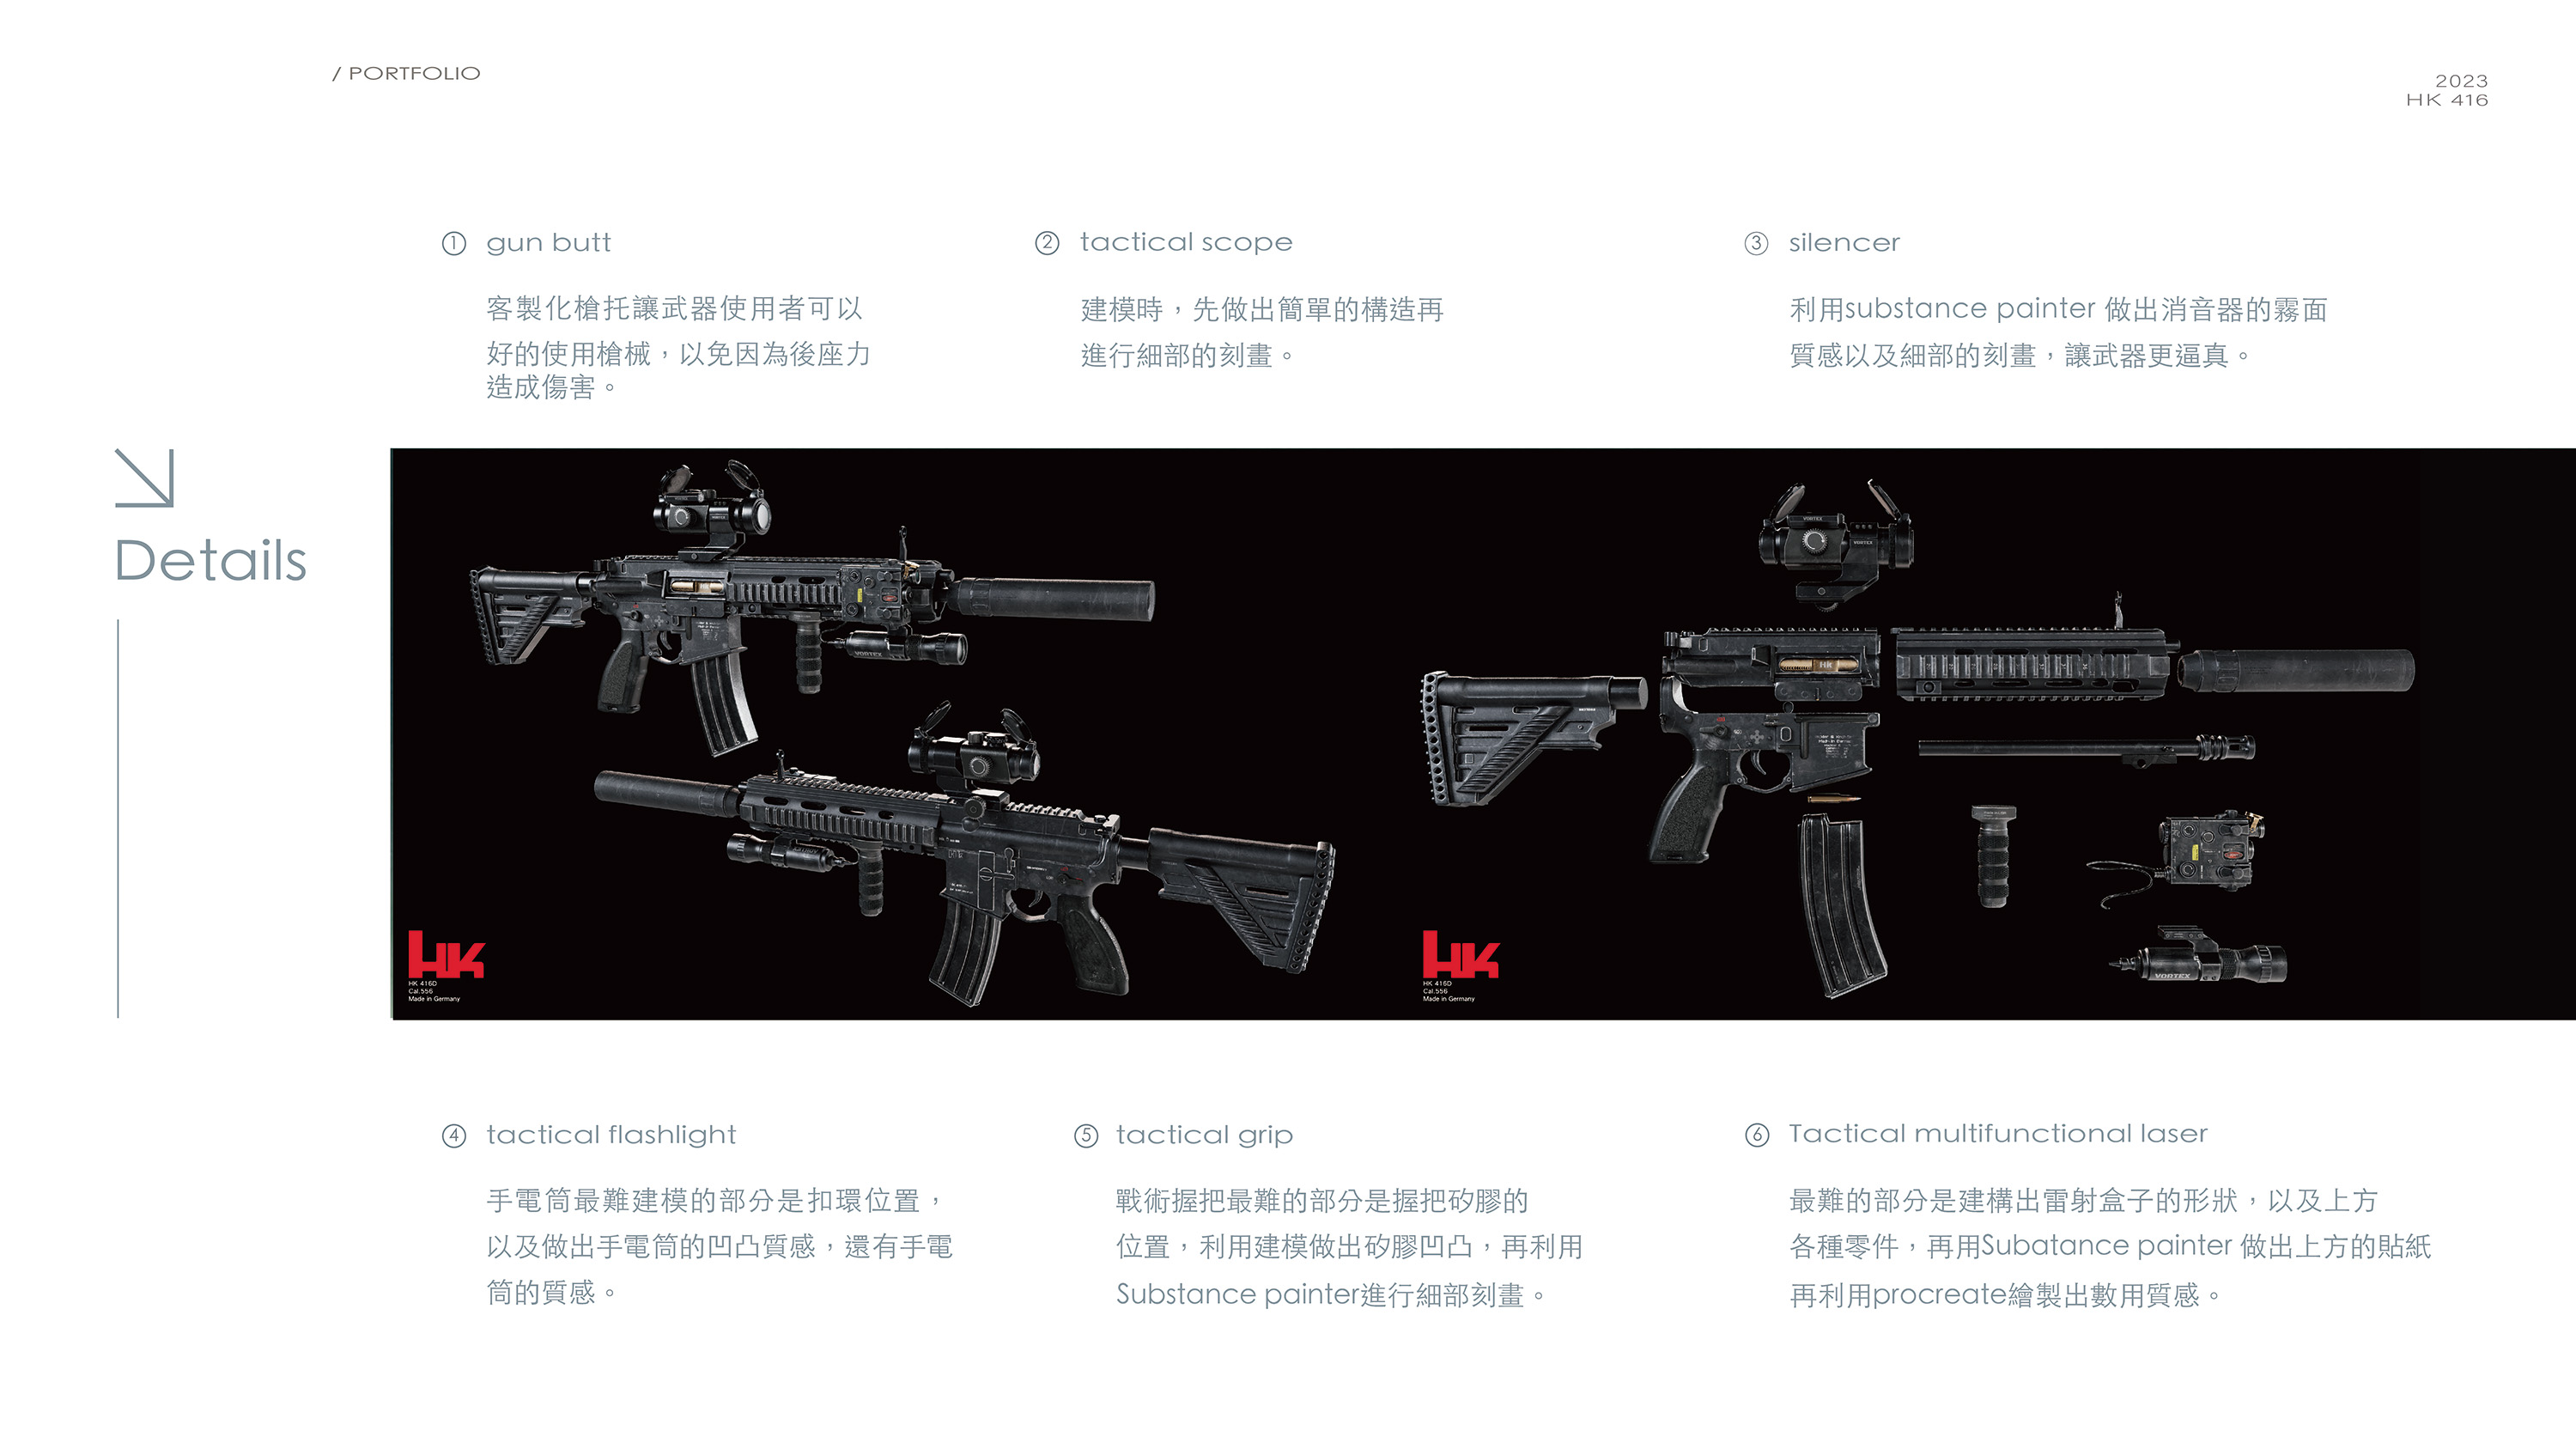 / PORTFOLIO
2023
HK 416
① gun butt
客製化槍托讓武器使用者可以
好的使用槍械，以免因為後座力
造成傷害。
② tactical scope
建模時，先做出簡單的構造再
進行細部的刻畫。
③ silencer
利用substance painter 做出消音器的霧面
質感以及細部的刻畫，讓武器更逼真。
Details
VORTEX
HK
HK 416D
Cal.556
Made in Germany
VORTEX
VORTEX
HK
VORTEX
HK
HK 416D
Cal.556
Made in Germany
④ tactical flashlight
手電筒最難建模的部分是扣環位置，
以及做出手電筒的凹凸質感，還有手電
筒的質感。
⑤ tactical grip
戰術握把最難的部分是握把矽膠的
位置，利用建模做出矽膠凹凸，再利用
Substance painter進行細部刻畫。
⑥ Tactical multifunctional laser
最難的部分是建構出雷射盒子的形狀，以及上方
各種零件，再用Subatance painter 做出上方的貼紙
再利用procreate繪製出數用質感。